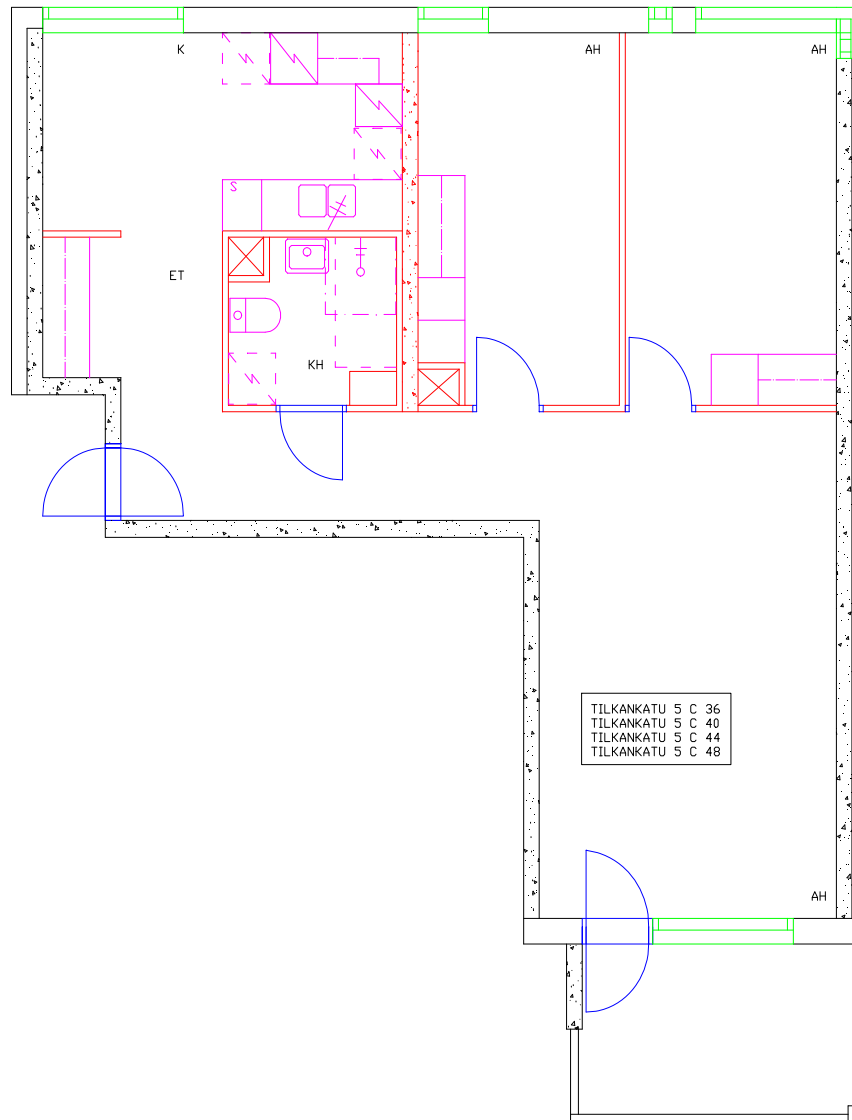 K
AH
AH
S
ET
KH
TILKANKATU 5 C 36
TILKANKATU 5 C 40
TILKANKATU 5 C 44
TILKANKATU 5 C 48
AH